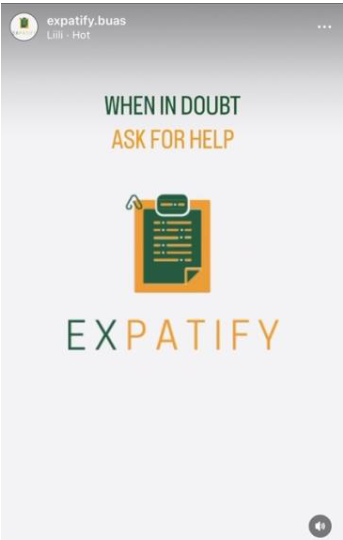 expatify.buas
Liili · Hot
WHEN IN DOUBT
ASK FOR HELP
EXPATIFY